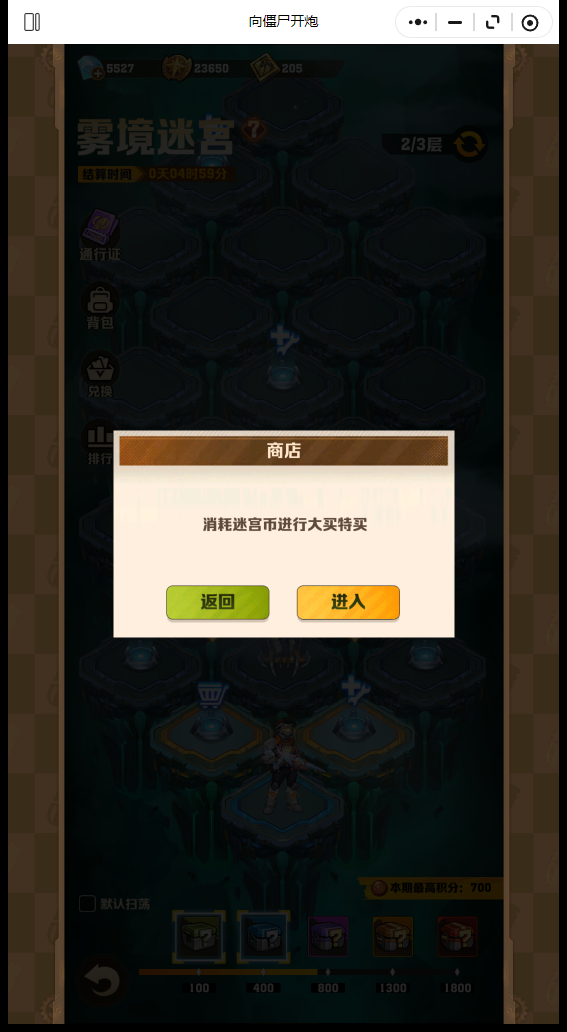 向僵尸开炮
5527
23650
205
雾境迷宫
?
2/3层
结算时间
0天04时59分
通行证
背包
兑换
排行
商店
消耗迷宫币进行大买特买
返回
进入
本期最高积分：700
默认扫荡
? ? ? ? ?
100 400 800 1300 1800